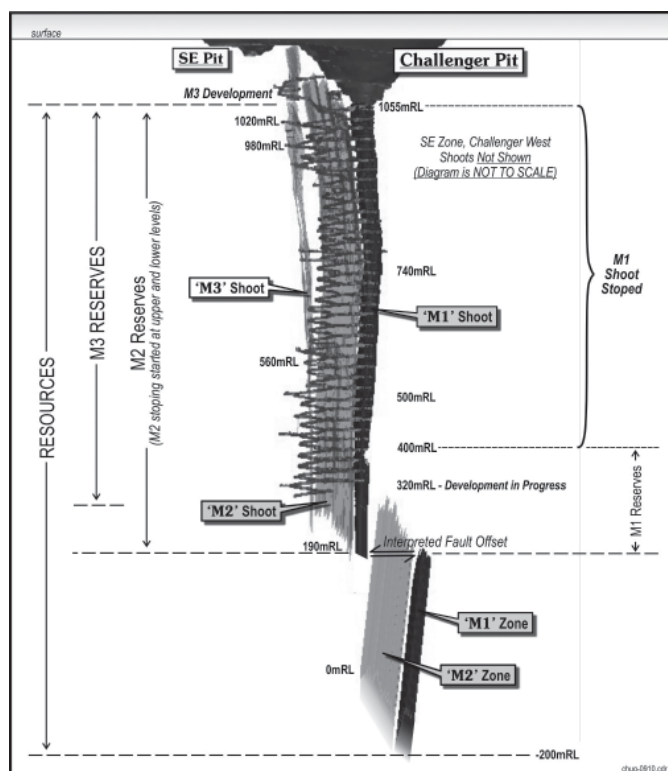 surface
SE Pit
Challenger Pit
M3 Development
1055mRL
1020mRL
980mRL
SE Zone, Challenger West
Shoots Not Shown
(Diagram is NOT TO SCALE)
740mRL
M1
Shoot
Stoped
'M3' Shoot
'M1' Shoot
RESOURCES
M3 RESERVES
M2 Reserves
(M2 stoping started at upper and lower levels)
560mRL
500mRL
400mRL
320mRL - Development in Progress
M1 Reserves
'M2' Shoot
190mRL
Interpreted Fault Offset
'M1' Zone
'M2' Zone
0mRL
-200mRL
chug-0910.cdr